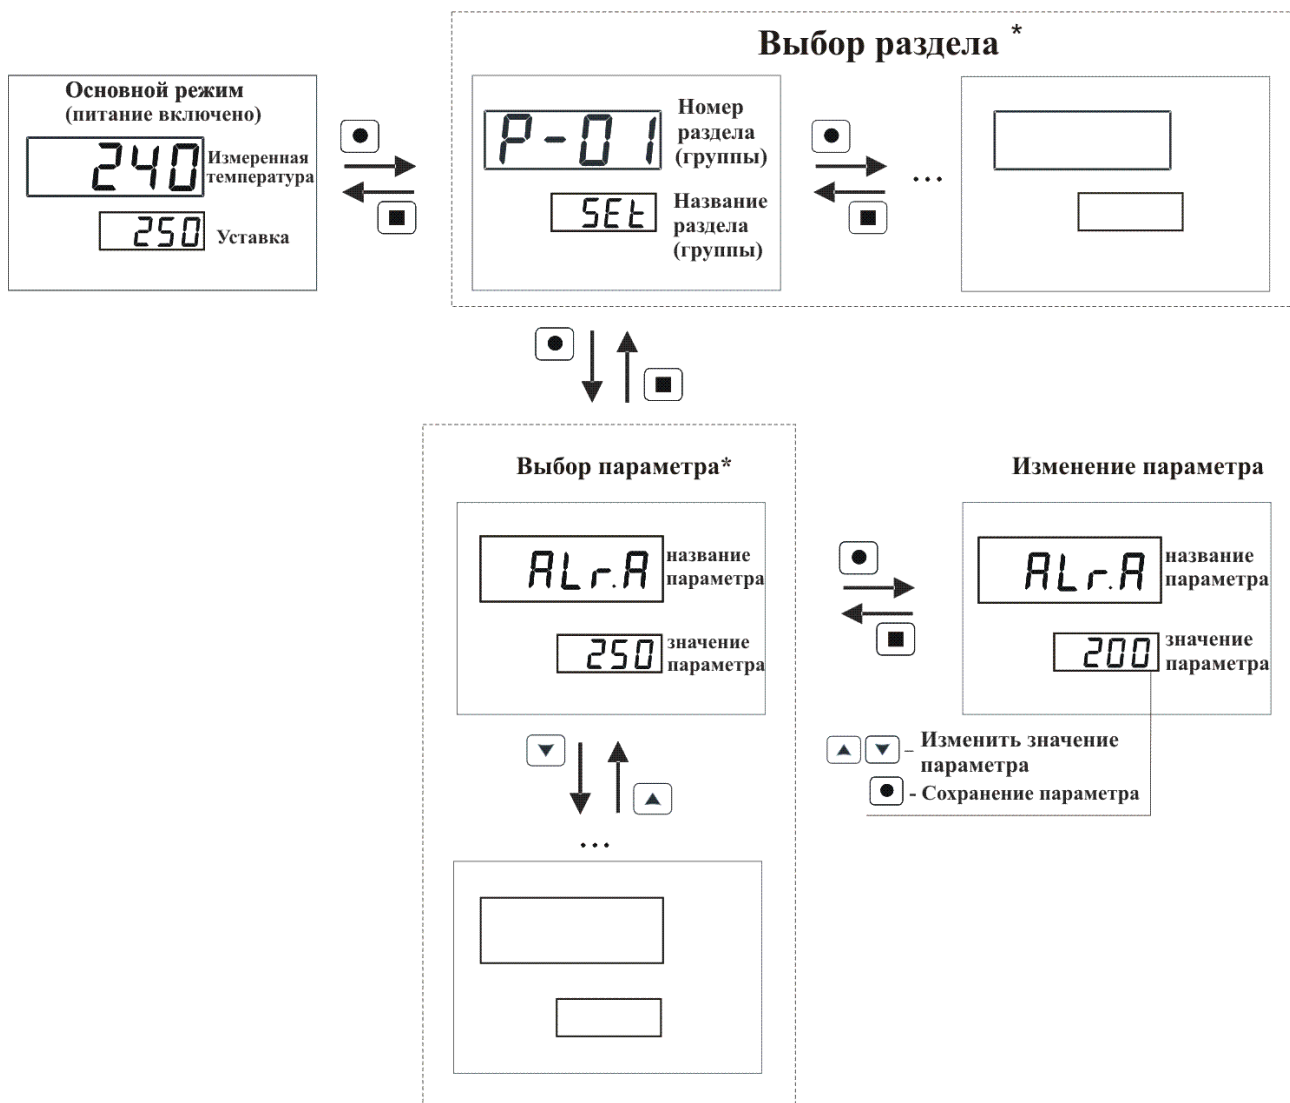 Выбор раздела *
Основной режим
(питание включено)
240
Измеренная
температура
250
Уставка
P-01
Номер
раздела
(группы)
SEt
Название
раздела
(группы)
...
Выбор параметра*
ALr.A
название
параметра
250
значение
параметра
...
Изменение параметра
ALr.A
название
параметра
200
значение
параметра
– Изменить значение
параметра
- Сохранение параметра